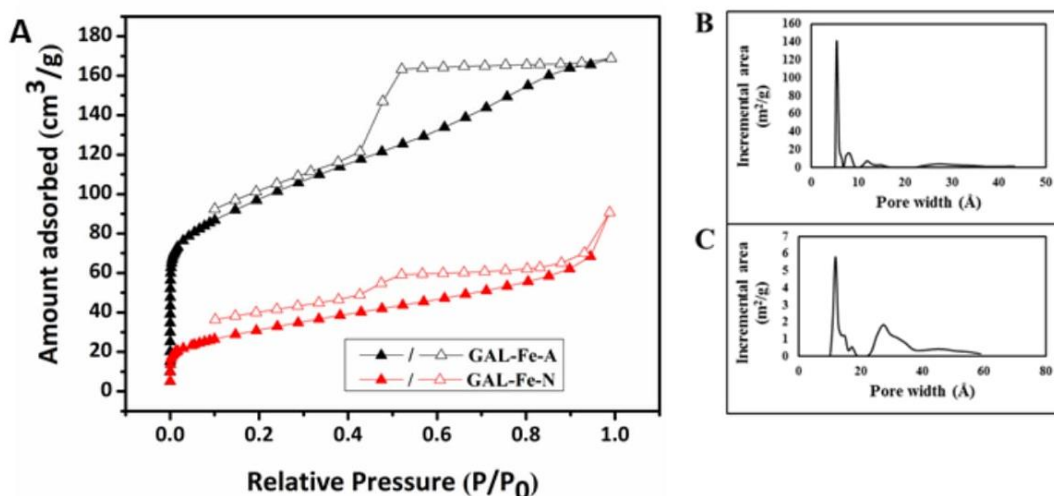 A
Amount adsorbed (cm³/g)
180
160
140
120
100
80
60
40
20
0
0.0 0.2 0.4 0.6 0.8 1.0
Relative Pressure (P/P₀)
/ GAL-Fe-A
/ GAL-Fe-N
B
Incremental area
(m²/g)
160
140
120
100
80
60
40
20
0
0 10 20 30 40 50
Pore width (Å)
C
Incremental area
(m²/g)
7
6
5
4
3
2
1
0
0 20 40 60 80
Pore width (Å)